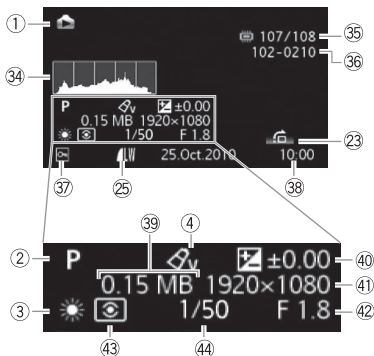 ①
107/108 ㉟
102-0210 ㊱
㉞
P ±0.00
0.15 MB 1920×1080
1/50 F 1.8
㉓
L W 25.Oct.2010 10:00
㊲ ㉕ ㊳
㊴ ④
② P ±0.00 ㊵
0.15 MB 1920×1080 ㊶
③ 1/50 F 1.8 ㊷
㊸ ㊹